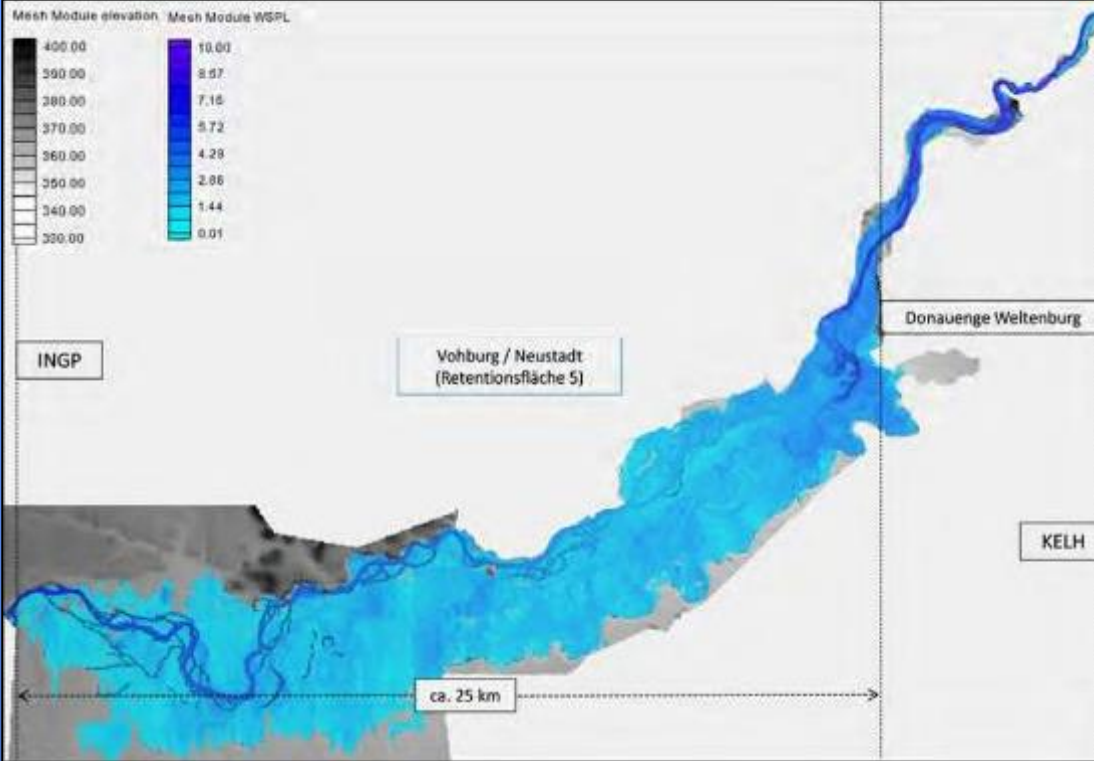 Mesh Module elevation
400.00
390.00
380.00
370.00
360.00
350.00
340.00
330.00
Mesh Module WSPL
10.00
8.57
7.15
5.72
4.29
2.86
1.44
0.01
Donauenge Weltenburg
INGP
Vohburg / Neustadt
(Retentionsfläche 5)
KELH
ca. 25 km